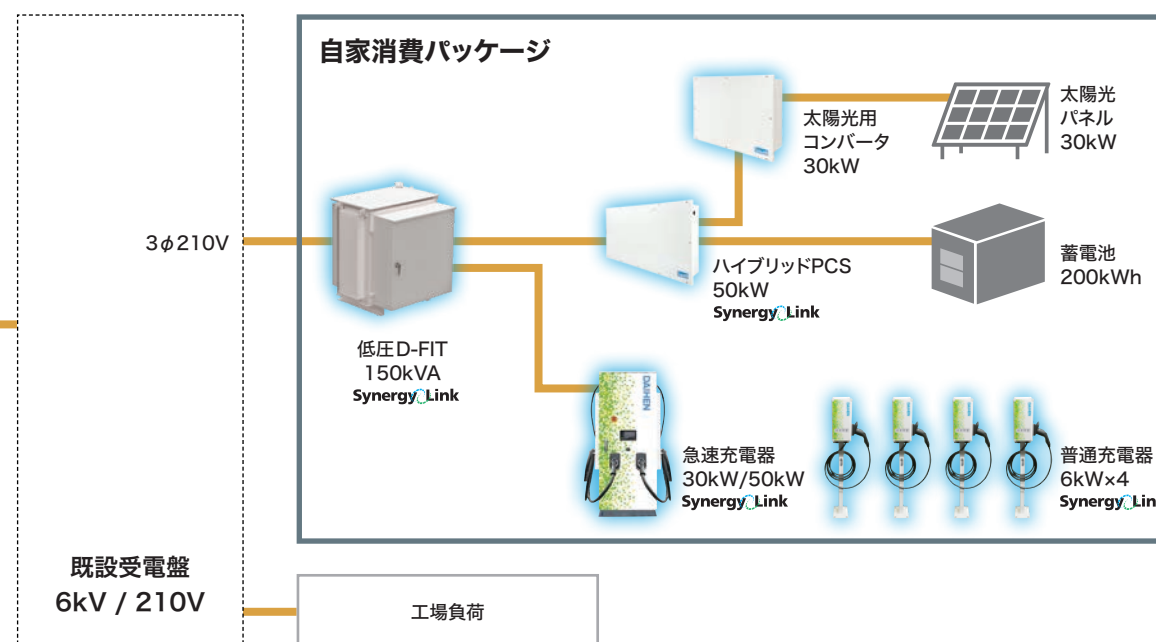 自家消費パッケージ
太陽光用
コンバータ
30kW
太陽光
パネル
30kW
3φ210V
ハイブリッドPCS
50kW
Synergy Link
蓄電池
200kWh
低圧D-FIT
150kVA
Synergy Link
DAIHEN
急速充電器
30kW/50kW
Synergy Link
普通充電器
6kW×4
Synergy Lin
既設受電盤
6kV / 210V
工場負荷